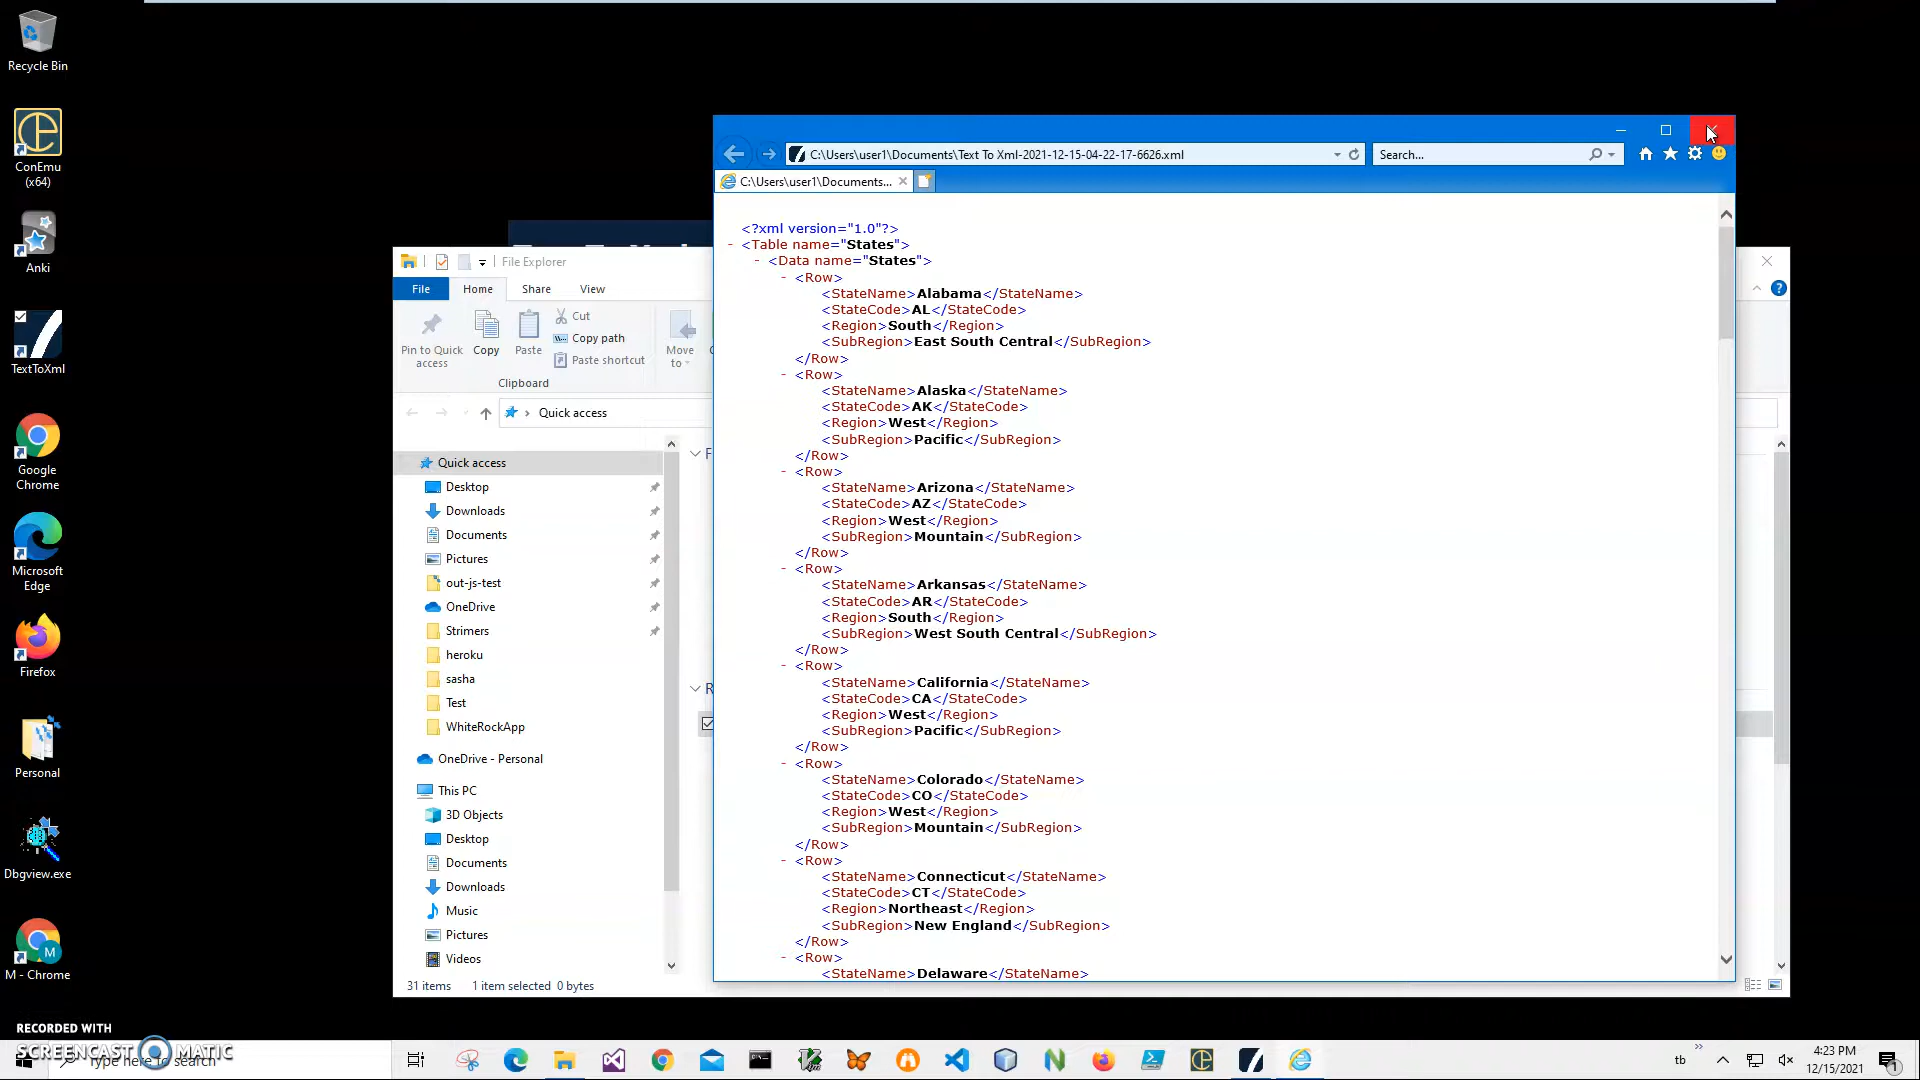 Recycle Bin
ConEmu
(x64)
Anki
TextToXml
Google
Chrome
Microsoft
Edge
Firefox
Personal
Dbgview.exe
M - Chrome
File Explorer
File
Home
Share
View
Pin to Quick
access
Copy
Paste
Cut
Copy path
Paste shortcut
Move
to
Clipboard
Quick access
Quick access
Desktop
Downloads
Documents
Pictures
out-js-test
OneDrive
Strimers
heroku
sasha
Test
WhiteRockApp
OneDrive - Personal
This PC
3D Objects
Desktop
Documents
Downloads
Music
Pictures
Videos
31 items
1 item selected 0 bytes
C:\Users\user1\Documents\Text To Xml-2021-12-15-04-22-17-6626.xml
Search...
C:\Users\user1\Documents...
<?xml version="1.0"?>
- <Table name="States">
- <Data name="States">
- <Row>
<StateName>Alabama</StateName>
<StateCode>AL</StateCode>
<Region>South</Region>
<SubRegion>East South Central</SubRegion>
</Row>
- <Row>
<StateName>Alaska</StateName>
<StateCode>AK</StateCode>
<Region>West</Region>
<SubRegion>Pacific</SubRegion>
</Row>
- <Row>
<StateName>Arizona</StateName>
<StateCode>AZ</StateCode>
<Region>West</Region>
<SubRegion>Mountain</SubRegion>
</Row>
- <Row>
<StateName>Arkansas</StateName>
<StateCode>AR</StateCode>
<Region>South</Region>
<SubRegion>West South Central</SubRegion>
</Row>
- <Row>
<StateName>California</StateName>
<StateCode>CA</StateCode>
<Region>West</Region>
<SubRegion>Pacific</SubRegion>
</Row>
- <Row>
<StateName>Colorado</StateName>
<StateCode>CO</StateCode>
<Region>West</Region>
<SubRegion>Mountain</SubRegion>
</Row>
- <Row>
<StateName>Connecticut</StateName>
<StateCode>CT</StateCode>
<Region>Northeast</Region>
<SubRegion>New England</SubRegion>
</Row>
- <Row>
<StateName>Delaware</StateName>
RECORDED WITH
SCREENCAST MATIC
Type here to search
tb
4:23 PM
12/15/2021